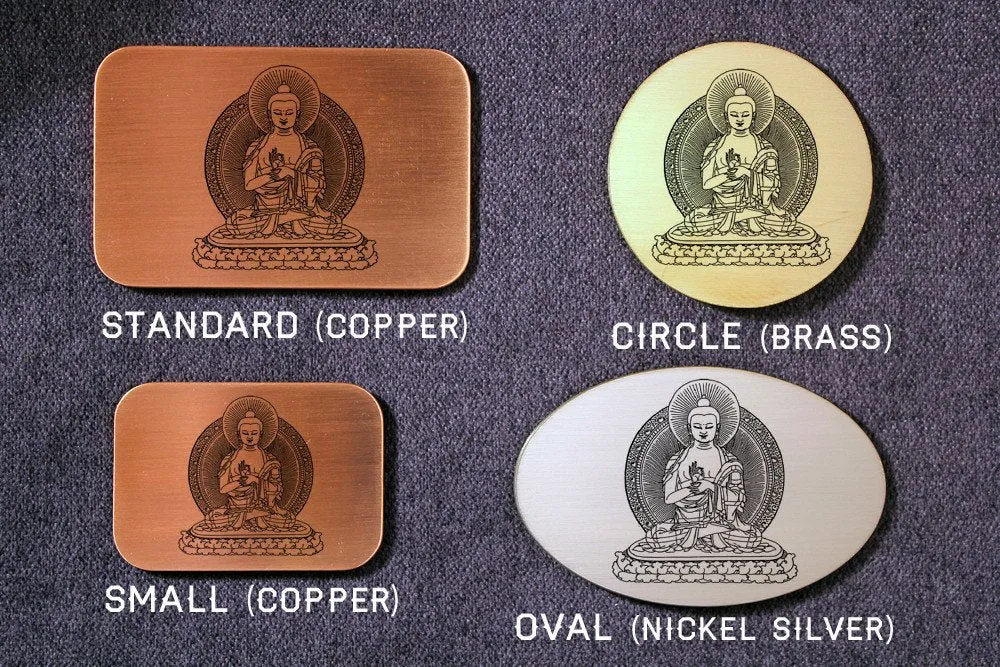 STANDARD (COPPER)
CIRCLE (BRASS)
SMALL (COPPER)
OVAL (NICKEL SILVER)